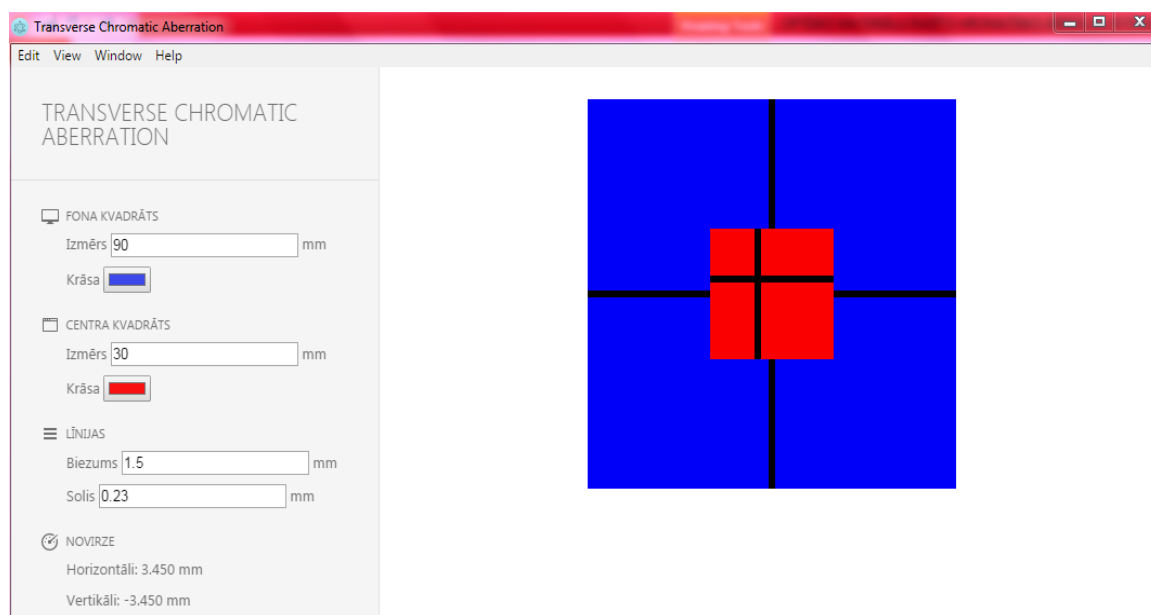 Transverse Chromatic Aberration
Edit View Window Help
TRANSVERSE CHROMATIC
ABERRATION
FONA KVADRĀTS
Izmērs 90 mm
Krāsa
CENTRA KVADRĀTS
Izmērs 30 mm
Krāsa
LĪNIJAS
Biezums 1.5 mm
Solis 0.23 mm
NOVIRZE
Horizontāli: 3.450 mm
Vertikāli: -3.450 mm